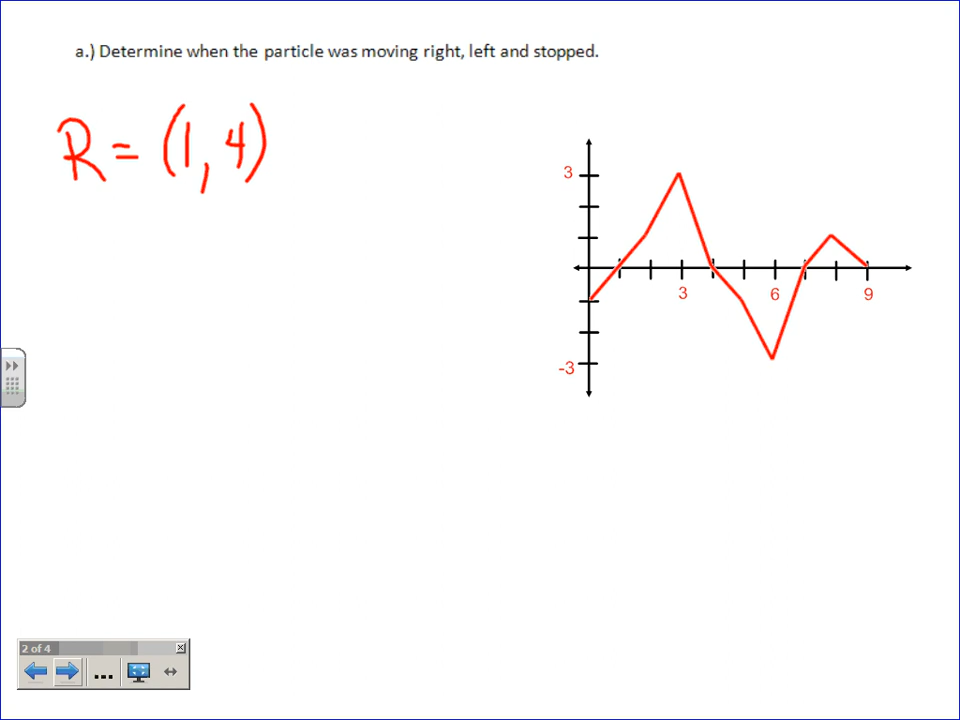 a.) Determine when the particle was moving right, left and stopped.
R = (1, 4)
3
3
6
9
-3
2 of 4
...